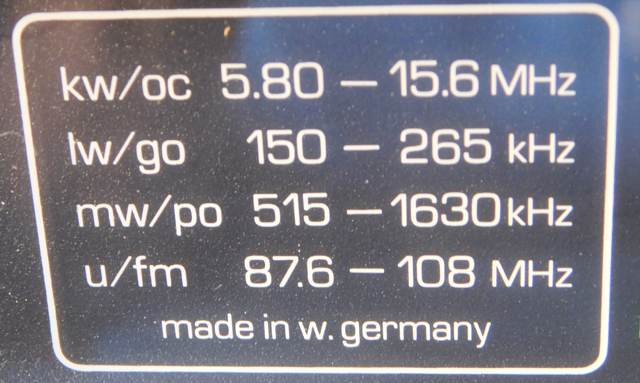 kw/oc 5.80 – 15.6 MHz
lw/go 150 – 265 kHz
mw/po 515 – 1630 kHz
u/fm 87.6 – 108 MHz
made in w. germany